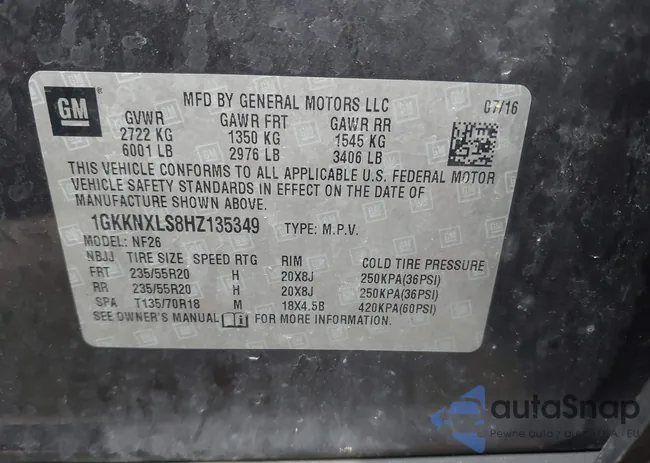 GM
MFD BY GENERAL MOTORS LLC
07/16
GVWR GAWR FRT GAWR RR
2722 KG 1350 KG 1545 KG
6001 LB 2976 LB 3406 LB
THIS VEHICLE CONFORMS TO ALL APPLICABLE U.S. FEDERAL MOTOR
VEHICLE SAFETY STANDARDS IN EFFECT ON THE DATE OF
MANUFACTURE SHOWN ABOVE.
1GKKNXLS8HZ135349 TYPE: M.P.V.
MODEL: NF26
NBJJ TIRE SIZE SPEED RTG RIM COLD TIRE PRESSURE
FRT 235/55R20 H 20X8J 250KPA(36PSI)
RR 235/55R20 H 20X8J 250KPA(36PSI)
SPA T135/70R18 M 18X4.5B 420KPA(60PSI)
SEE OWNER'S MANUAL FOR MORE INFORMATION.
autoSnap